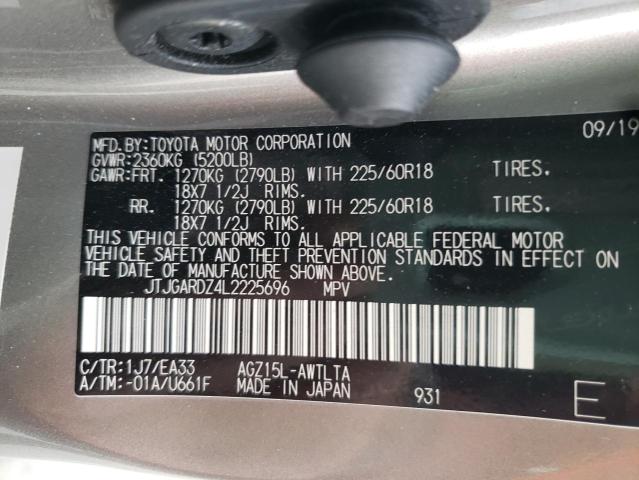 MFD.BY:TOYOTA MOTOR CORPORATION 09/19
GVWR:2360KG (5200LB)
GAWR:FRT. 1270KG (2790LB) WITH 225/60R18 TIRES.
18X7 1/2J RIMS.
RR. 1270KG (2790LB) WITH 225/60R18 TIRES.
18X7 1/2J RIMS.
THIS VEHICLE CONFORMS TO ALL APPLICABLE FEDERAL MOTOR
VEHICLE SAFETY AND THEFT PREVENTION STANDARDS IN EFFECT ON
THE DATE OF MANUFACTURE SHOWN ABOVE.
JTJGARDZ4L2225696 MPV
C/TR:1J7/EA33 AGZ15L-AWTLTA
A/TM:-01A/U661F MADE IN JAPAN 931 E